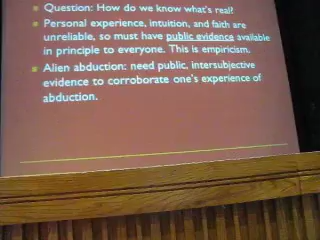 Question: How do we know what's real?
Personal experience, intuition, and faith are
unreliable, so must have public evidence available
in principle to everyone. This is empiricism.
Alien abduction: need public, intersubjective
evidence to corroborate one's experience of
abduction.